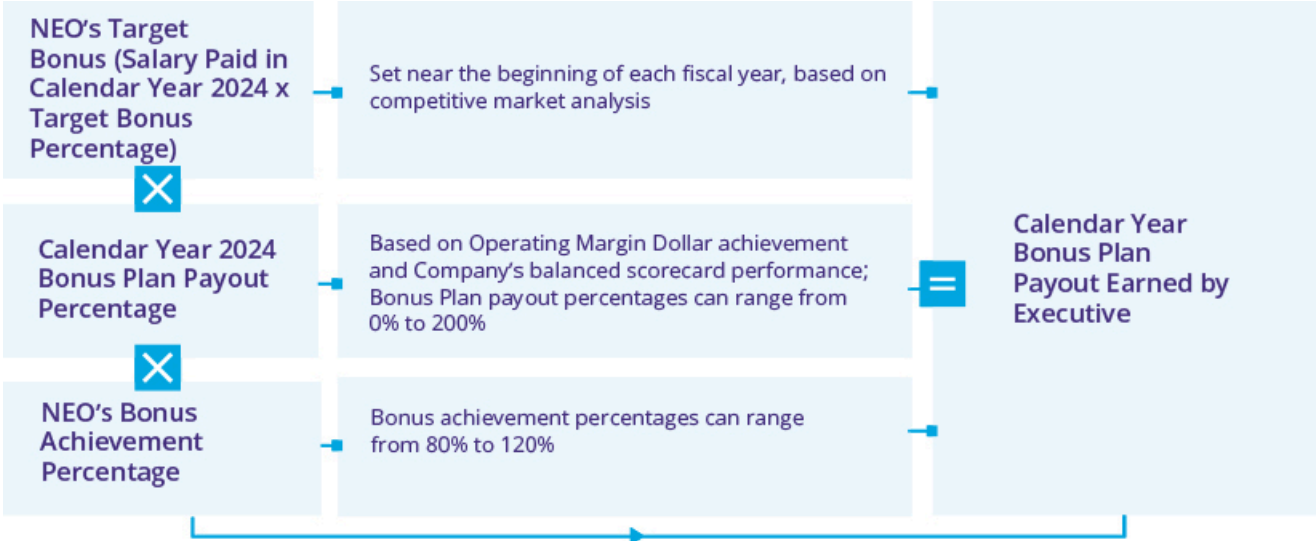 NEO's Target
Bonus (Salary Paid in
Calendar Year 2024 x
Target Bonus
Percentage)
Set near the beginning of each fiscal year, based on
competitive market analysis
Calendar Year 2024
Bonus Plan Payout
Percentage
Based on Operating Margin Dollar achievement
and Company's balanced scorecard performance;
Bonus Plan payout percentages can range from
0% to 200%
NEO's Bonus
Achievement
Percentage
Bonus achievement percentages can range
from 80% to 120%
Calendar Year
Bonus Plan
Payout Earned by
Executive